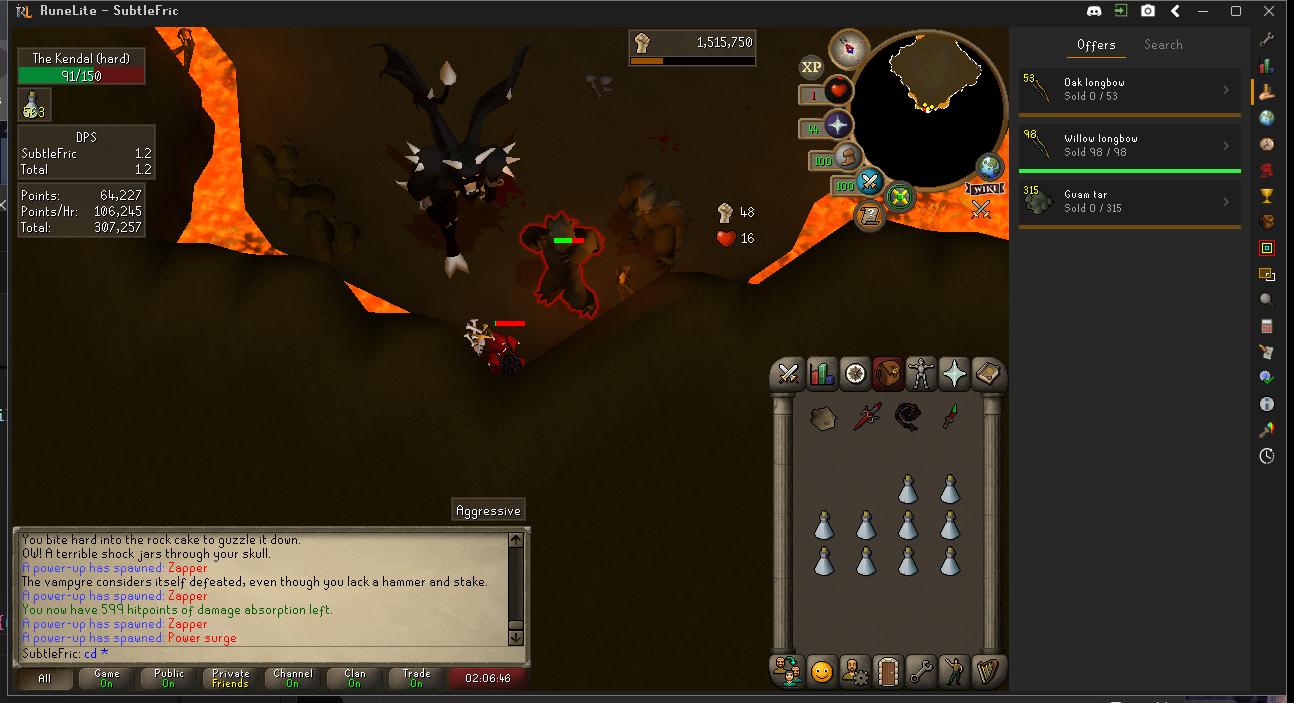 RuneLite - SubtleFric
The Kendal (hard)
91/150
563
DPS
SubtleFric 1.2
Total 1.2
Points: 64,227
Points/Hr: 106,245
Total: 307,257
1,515,750
XP
1
44
100
100
WIKI
48
16
Offers Search
53
Oak longbow
Sold 0 / 53
98
Willow longbow
Sold 98 / 98
315
Guam tar
Sold 0 / 315
Aggressive
You bite hard into the rock cake to guzzle it down.
OW! A terrible shock jars through your skull.
A power-up has spawned: Zapper
The vampyre considers itself defeated, even though you lack a hammer and stake.
A power-up has spawned: Zapper
You now have 599 hitpoints of damage absorption left.
A power-up has spawned: Zapper
A power-up has spawned: Power surge
SubtleFric: cd *
All
Game
On
Public
On
Private
Friends
Channel
On
Clan
On
Trade
On
02:06:46